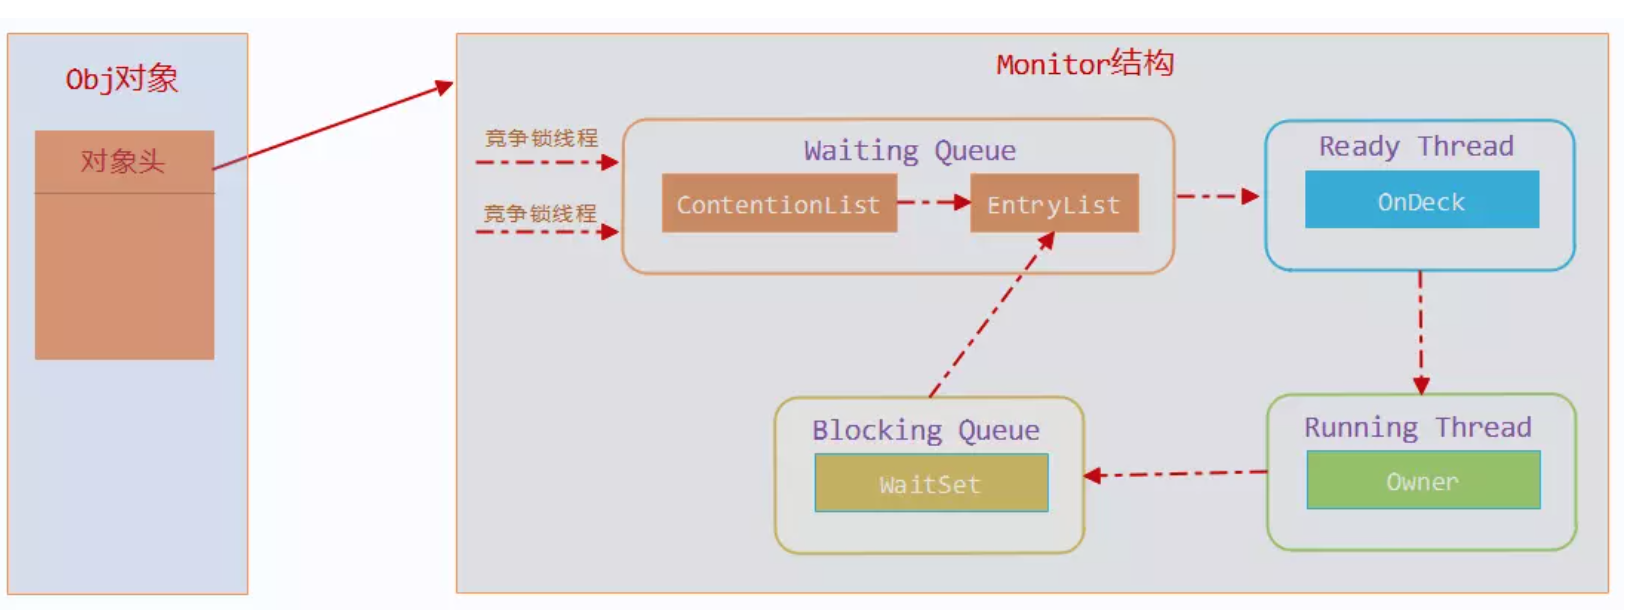 Obj对象
对象头
Monitor结构
竞争锁线程
竞争锁线程
Waiting Queue
ContentionList
EntryList
Ready Thread
OnDeck
Blocking Queue
WaitSet
Running Thread
Owner